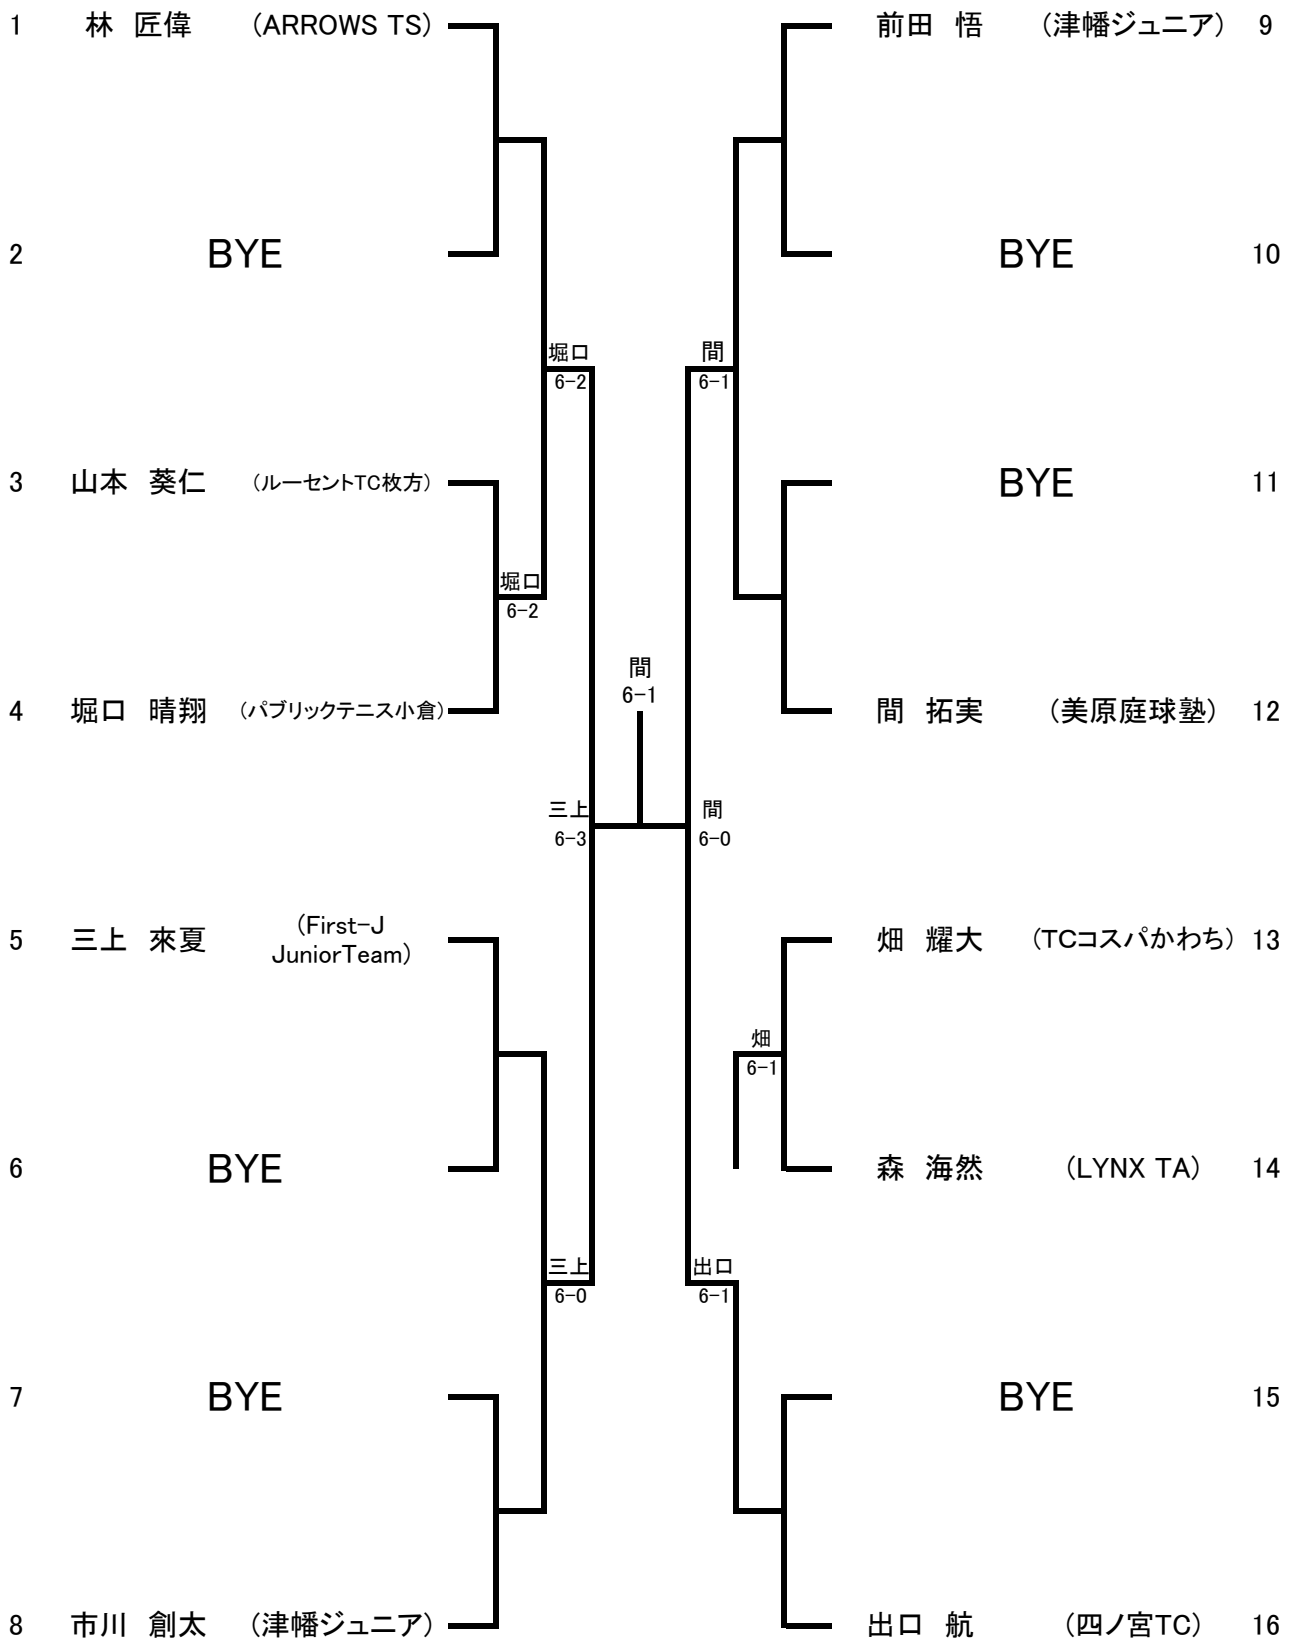 1 林 匠偉 (ARROWS TS)
2 BYE
堀口
6-2
3 山本 葵仁 (ルーセントTC枚方)
堀口
6-2
4 堀口 晴翔 (パブリックテニス小倉)
三上
6-3
5 三上 來夏 (First-J
JuniorTeam)
6 BYE
三上
6-0
7 BYE
8 市川 創太 (津幡ジュニア)
間
6-1
前田 悟 (津幡ジュニア) 9
BYE 10
間
6-1
BYE 11
間 拓実 (美原庭球塾) 12
間
6-0
畑 耀大 (TCコスパかわち) 13
畑
6-1
森 海然 (LYNX TA) 14
出口
6-1
BYE 15
出口 航 (四ノ宮TC) 16